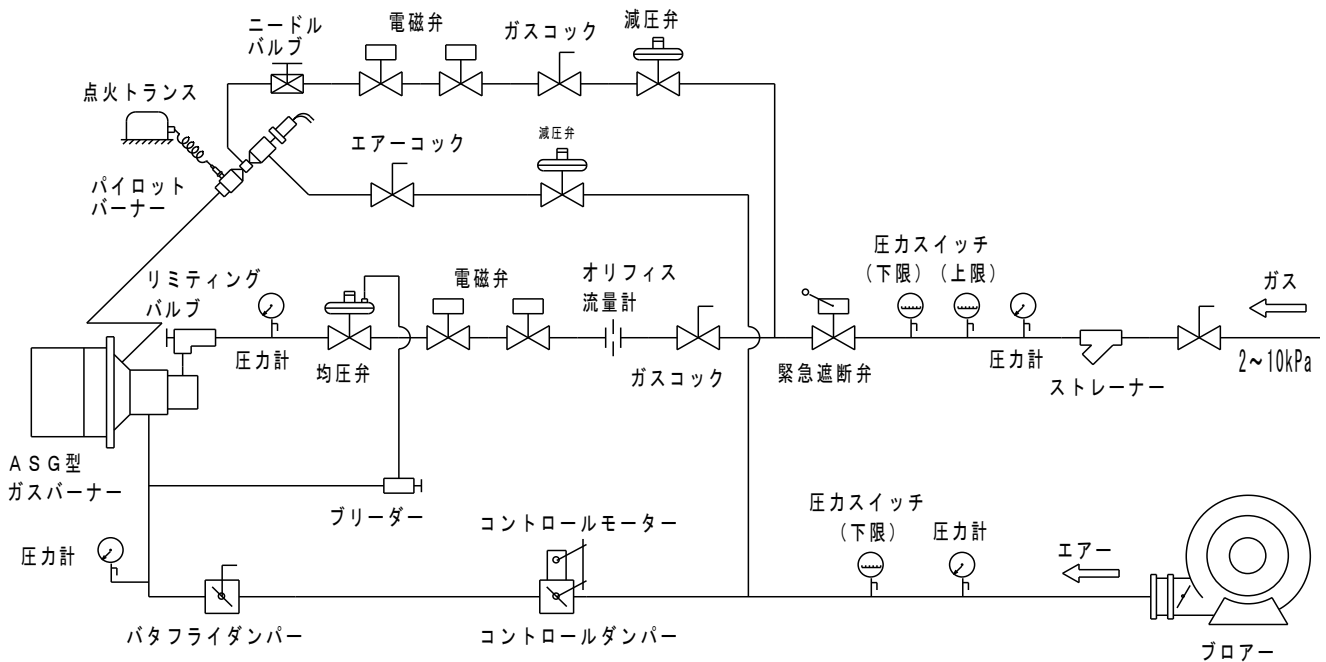 ニードル
バルブ
電磁弁
ガスコック
減圧弁
点火トランス
エアーコック
減圧弁
パイロット
バーナー
リミティング
バルブ
圧力計
均圧弁
電磁弁
オリフィス
流量計
ガスコック
緊急遮断弁
圧力スイッチ
(下限)(上限)
圧力計
ストレーナー
ガス
2~10kPa
ASG型
ガスバーナー
ブリーダー
圧力計
バタフライダンパー
コントロールモーター
コントロールダンパー
圧力スイッチ
(下限)
圧力計
エアー
ブロアー